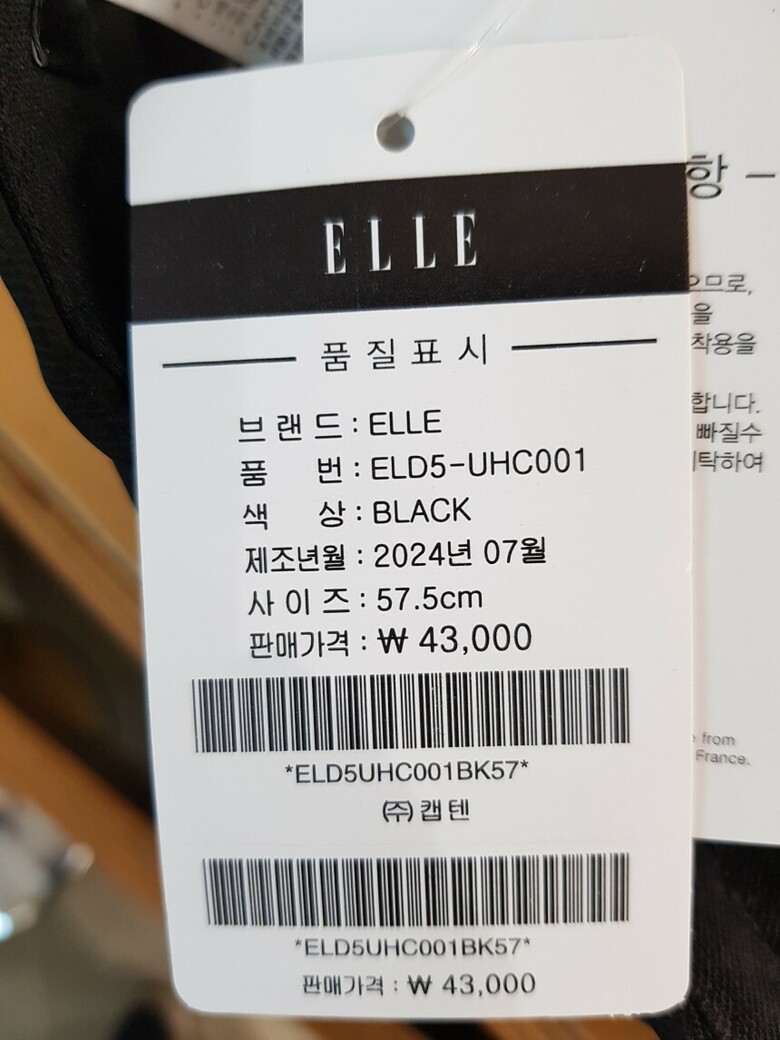 ELLE
품질표시
브랜드 : ELLE
품 번 : ELD5-UHC001
색 상 : BLACK
제조년월 : 2024년 07월
사이즈 : 57.5cm
판매가격 : ₩ 43,000
*ELD5UHC001BK57*
㈜캡텐
*ELD5UHC001BK57*
판매가격 : ₩ 43,000
항 –
으므로,
을
착용을
합니다.
빠질수
탁하여
from
France.